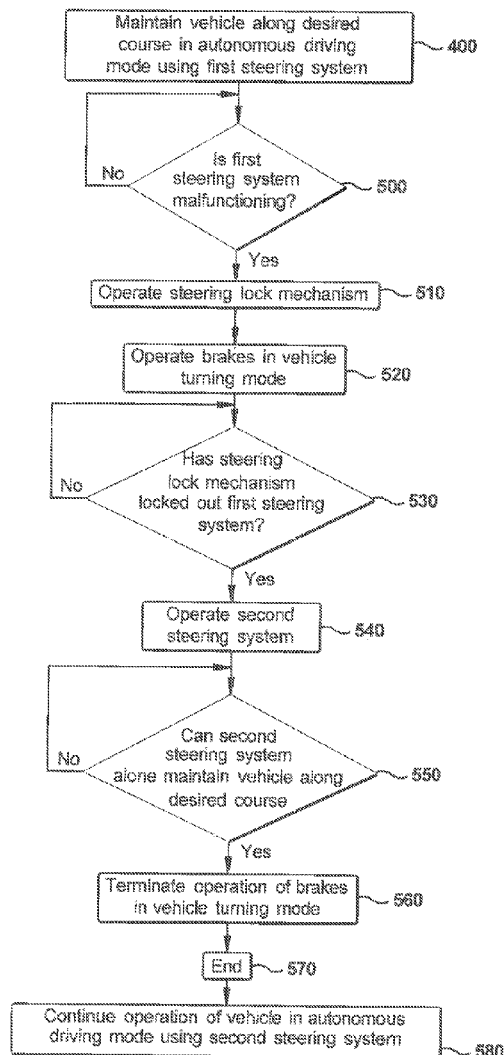 Maintain vehicle along desired
course in autonomous driving
mode using first steering system
400
Is first
steering system
malfunctioning?
500
No
Yes
Operate steering lock mechanism
510
Operate brakes in vehicle
turning mode
520
Has steering
lock mechanism
locked out first steering
system?
530
No
Yes
Operate second
steering system
540
Can second
steering system
alone maintain vehicle along
desired course
550
No
Yes
Terminate operation of brakes
in vehicle turning mode
560
End
570
Continue operation of vehicle in autonomous
driving mode using second steering system
580